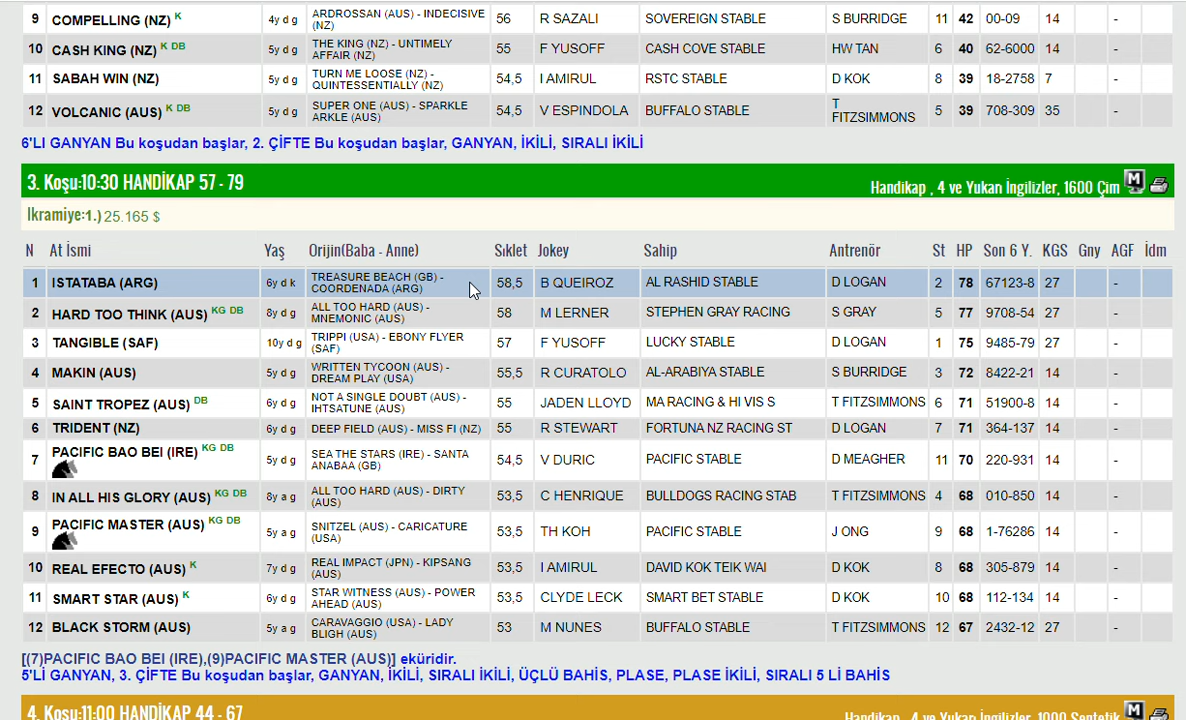 9 COMPELLING (NZ) K 4y d g ARDROSSAN (AUS) - INDECISIVE (NZ) 56 R SAZALI SOVEREIGN STABLE S BURRIDGE 11 42 00-09 14 -
10 CASH KING (NZ) K DB 5y d g THE KING (NZ) - UNTIMELY AFFAIR (NZ) 55 F YUSOFF CASH COVE STABLE HW TAN 6 40 62-6000 14 -
11 SABAH WIN (NZ) 5y d g TURN ME LOOSE (NZ) - QUINTESSENTIALLY (NZ) 54,5 I AMIRUL RSTC STABLE D KOK 8 39 18-2758 7 -
12 VOLCANIC (AUS) K DB 5y d g SUPER ONE (AUS) - SPARKLE ARKLE (AUS) 54,5 V ESPINDOLA BUFFALO STABLE T FITZSIMMONS 5 39 708-309 35 -
6'LI GANYAN Bu koşudan başlar, 2. ÇİFTE Bu koşudan başlar, GANYAN, İKİLİ, SIRALI İKİLİ
3. Koşu:10:30 HANDİKAP 57 - 79 Handikap , 4 ve Yukarı İngilizler, 1600 Çim M
İkramiye:1.) 25.165 $
N At İsmi Yaş Orijin(Baba - Anne) Sıklet Jokey Sahip Antrenör St HP Son 6 Y. KGS Gny AGF İdm
1 ISTATABA (ARG) 6y d k TREASURE BEACH (GB) - COORDENADA (ARG) 58,5 B QUEIROZ AL RASHID STABLE D LOGAN 2 78 67123-8 27 -
2 HARD TOO THINK (AUS) KG DB 8y d g ALL TOO HARD (AUS) - MNEMONIC (AUS) 58 M LERNER STEPHEN GRAY RACING S GRAY 5 77 9708-54 27 -
3 TANGIBLE (SAF) 10y d g TRIPPI (USA) - EBONY FLYER (SAF) 57 F YUSOFF LUCKY STABLE D LOGAN 1 75 9485-79 27 -
4 MAKIN (AUS) 5y d g WRITTEN TYCOON (AUS) - DREAM PLAY (USA) 55,5 R CURATOLO AL-ARABIYA STABLE S BURRIDGE 3 72 8422-21 14 -
5 SAINT TROPEZ (AUS) DB 6y d g NOT A SINGLE DOUBT (AUS) - IHTSATUNE (AUS) 55 JADEN LLOYD MA RACING & HI VIS S T FITZSIMMONS 6 71 51900-8 14 -
6 TRIDENT (NZ) 6y d g DEEP FIELD (AUS) - MISS FI (NZ) 55 R STEWART FORTUNA NZ RACING ST D LOGAN 7 71 364-137 14 -
7 PACIFIC BAO BEI (IRE) KG DB 5y d g SEA THE STARS (IRE) - SANTA ANABAA (GB) 54,5 V DURIC PACIFIC STABLE D MEAGHER 11 70 220-931 14 -
8 IN ALL HIS GLORY (AUS) KG DB 8y a g ALL TOO HARD (AUS) - DIRTY (AUS) 53,5 C HENRIQUE BULLDOGS RACING STAB T FITZSIMMONS 4 68 010-850 14 -
9 PACIFIC MASTER (AUS) KG DB 5y a g SNITZEL (AUS) - CARICATURE (USA) 53,5 TH KOH PACIFIC STABLE J ONG 9 68 1-76286 14 -
10 REAL EFECTO (AUS) K 7y d g REAL IMPACT (JPN) - KIPSANG (AUS) 53,5 I AMIRUL DAVID KOK TEIK WAI D KOK 8 68 305-879 14 -
11 SMART STAR (AUS) K 6y d g STAR WITNESS (AUS) - POWER AHEAD (AUS) 53,5 CLYDE LECK SMART BET STABLE D KOK 10 68 112-134 14 -
12 BLACK STORM (AUS) 5y a g CARAVAGGIO (USA) - LADY BLIGH (AUS) 53 M NUNES BUFFALO STABLE T FITZSIMMONS 12 67 2432-12 27 -
[(7)PACIFIC BAO BEI (IRE),(9)PACIFIC MASTER (AUS)] eküridir.
5'Lİ GANYAN, 3. ÇİFTE Bu koşudan başlar, GANYAN, İKİLİ, SIRALI İKİLİ, ÜÇLÜ BAHİS, PLASE, PLASE İKİLİ, SIRALI 5 Lİ BAHİS
4. Koşu:11:00 HANDİKAP 44 - 67 Handikap , 4 ve Yukarı İngilizler, 1000 Sentetik M